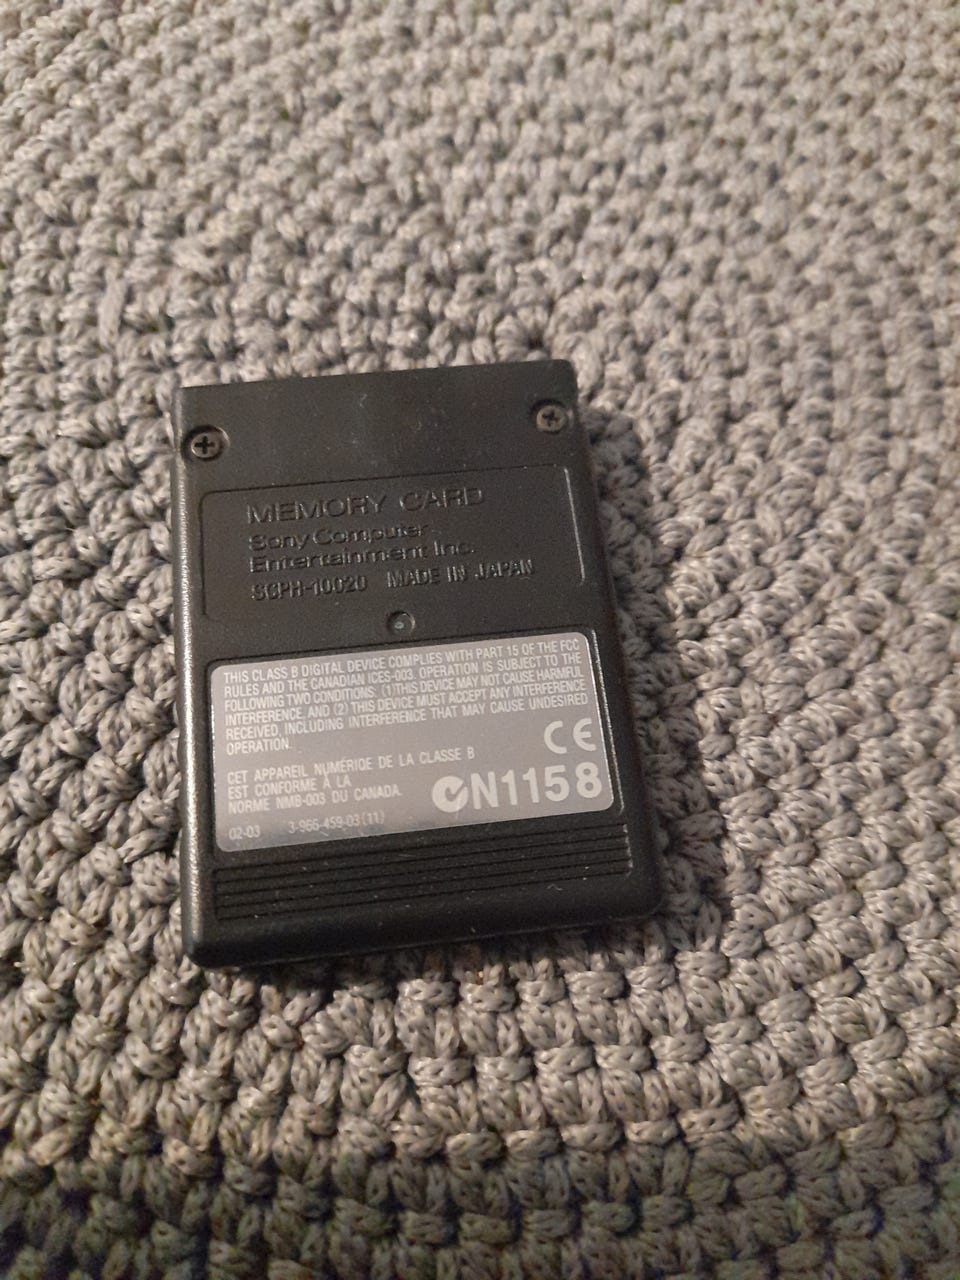 MEMORY CARD
Sony Computer
Entertainment Inc.
SCPH-10020 MADE IN JAPAN
THIS CLASS B DIGITAL DEVICE COMPLIES WITH PART 15 OF THE FCC
RULES AND THE CANADIAN ICES-003. OPERATION IS SUBJECT TO THE
FOLLOWING TWO CONDITIONS: (1)THIS DEVICE MAY NOT CAUSE HARMFUL
INTERFERENCE, AND (2) THIS DEVICE MUST ACCEPT ANY INTERFERENCE
RECEIVED, INCLUDING INTERFERENCE THAT MAY CAUSE UNDESIRED
OPERATION.
CE
CET APPAREIL NUMÉRIQE DE LA CLASSE B
EST CONFORME À LA
NORME NMB-003 DU CANADA.
N1158
02-03 3-966-459-03(11)